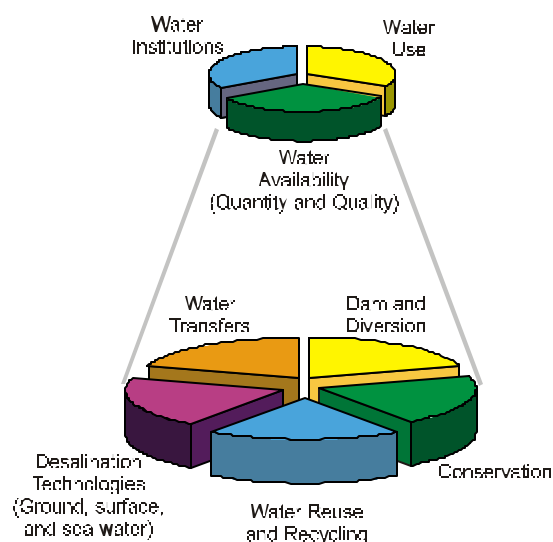 Water
Institutions
Water
Use
Water
Availability
(Quantity and Quality)
Water
Transfers
Dam and
Diversion
Desalination
Technologies
(Ground, surface,
and sea water)
Water Reuse
and Recycling
Conservation